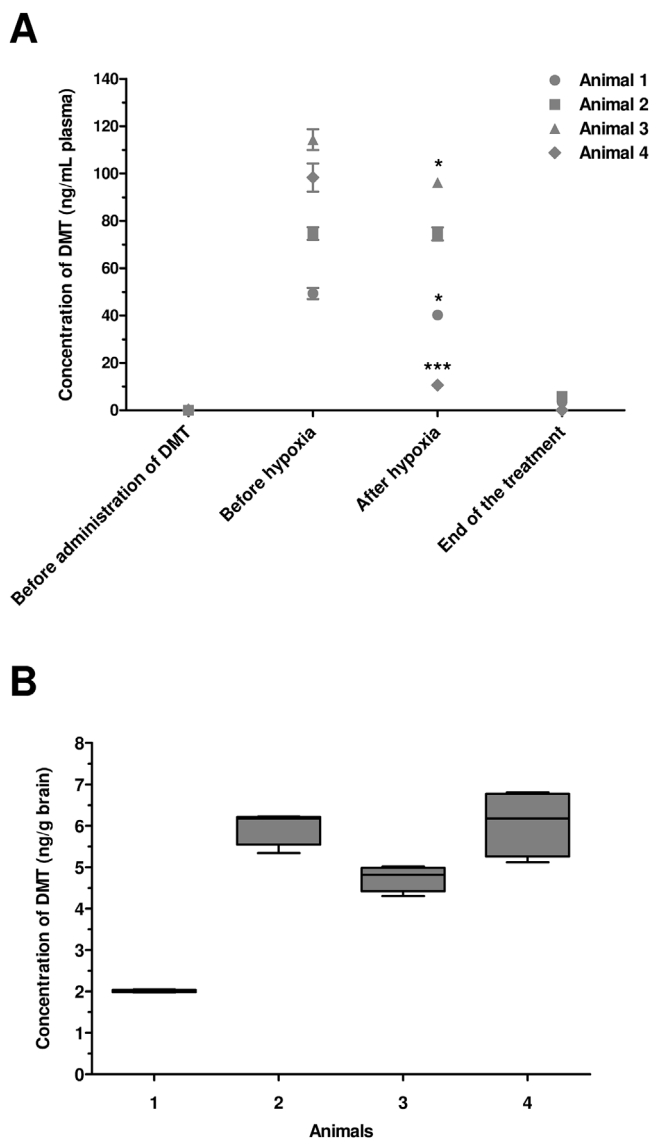 A
Concentration of DMT (ng/mL plasma)
140
120
100
80
60
40
20
0
Animal 1
Animal 2
Animal 3
Animal 4
*
*
***
Before administration of DMT
Before hypoxia
After hypoxia
End of the treatment
B
Concentration of DMT (ng/g brain)
8
7
6
5
4
3
2
1
0
1 2 3 4
Animals